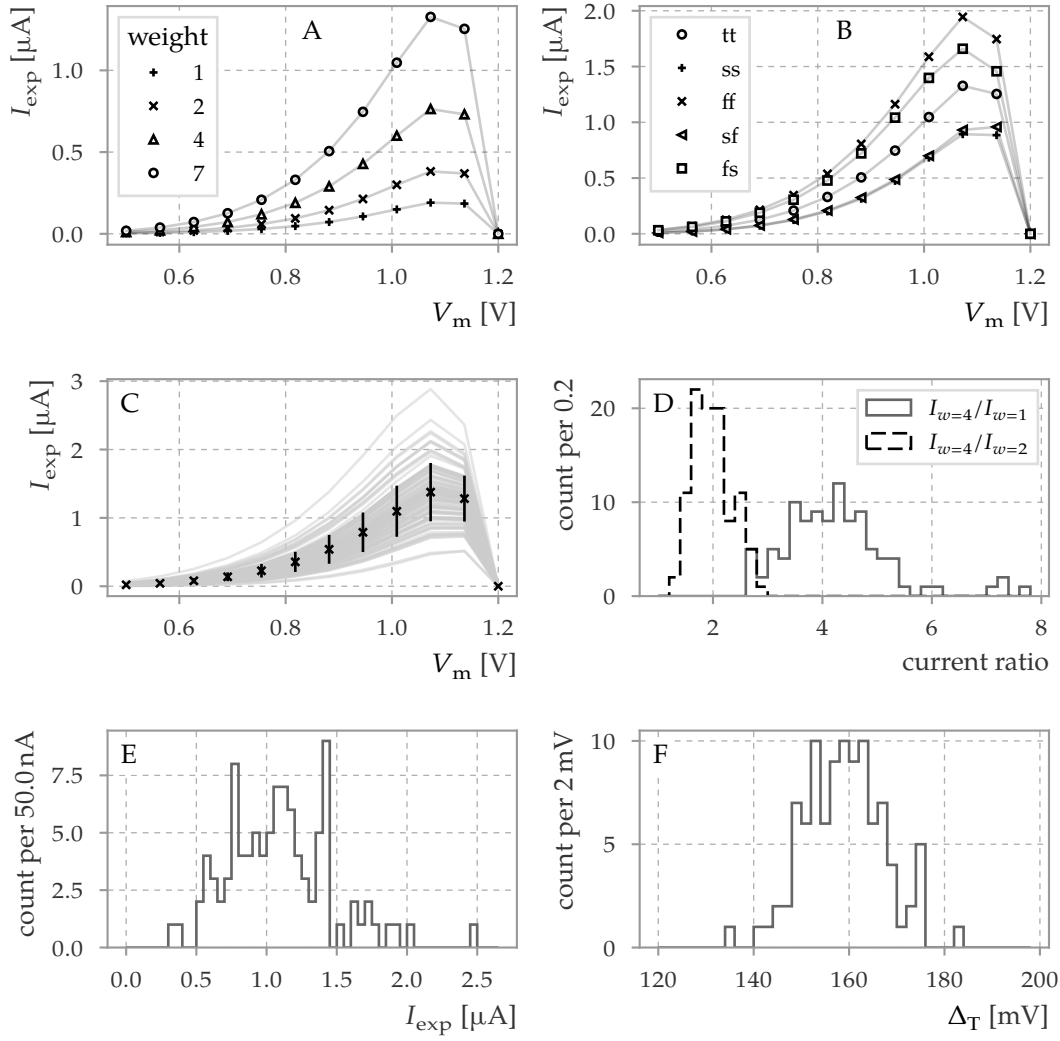 A
weight
1
2
4
7
I_exp [µA]
1.0
0.5
0.0
0.6 0.8 1.0 1.2
V_m [V]
B
tt
ss
ff
sf
fs
I_exp [µA]
2.0
1.5
1.0
0.5
0.0
0.6 0.8 1.0 1.2
V_m [V]
C
I_exp [µA]
3
2
1
0
0.6 0.8 1.0 1.2
V_m [V]
D
I_{w=4}/I_{w=1}
I_{w=4}/I_{w=2}
count per 0.2
20
10
0
2 4 6 8
current ratio
E
count per 50.0 nA
7.5
5.0
2.5
0.0
0.0 0.5 1.0 1.5 2.0 2.5
I_exp [µA]
F
count per 2 mV
10
5
0
120 140 160 180 200
Δ_T [mV]